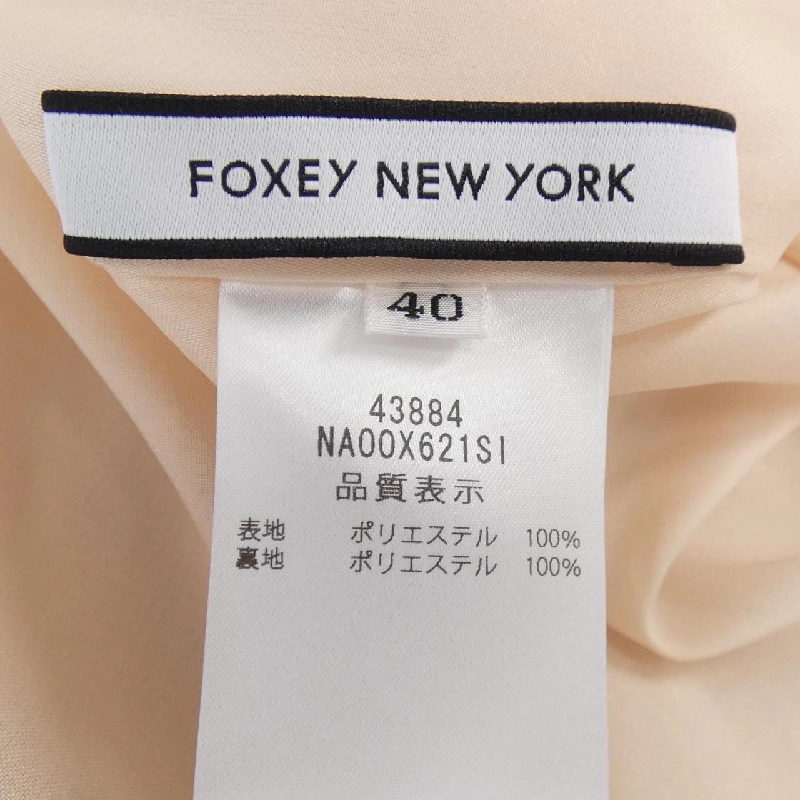 FOXEY NEW YORK
40
43884
NA00X621SI
品質表示
表地 ポリエステル 100%
裏地 ポリエステル 100%